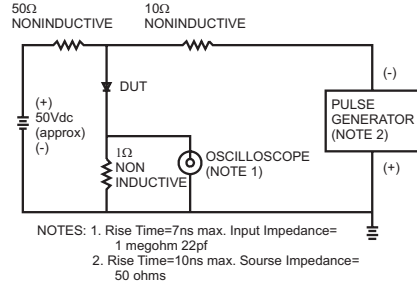 50Ω
NONINDUCTIVE
10Ω
NONINDUCTIVE
DUT
(+)
50Vdc
(approx)
(-)
1Ω
NON
INDUCTIVE
OSCILLOSCOPE
(NOTE 1)
(-)
PULSE
GENERATOR
(NOTE 2)
(+)
NOTES: 1. Rise Time=7ns max. Input Impedance=
1 megohm 22pf
2. Rise Time=10ns max. Sourse Impedance=
50 ohms